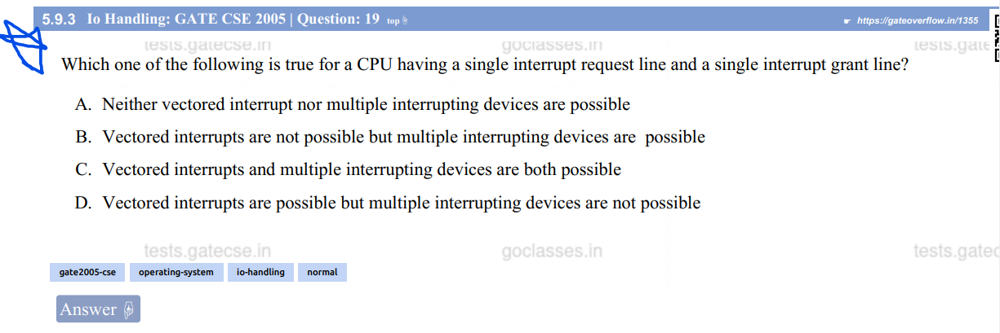 5.9.3 Io Handling: GATE CSE 2005 | Question: 19 top☝ ☛ https://gateoverflow.in/1355
tests.gatecse.in goclasses.in tests.gate
Which one of the following is true for a CPU having a single interrupt request line and a single interrupt grant line?
A. Neither vectored interrupt nor multiple interrupting devices are possible
B. Vectored interrupts are not possible but multiple interrupting devices are possible
C. Vectored interrupts and multiple interrupting devices are both possible
D. Vectored interrupts are possible but multiple interrupting devices are not possible
tests.gatecse.in goclasses.in tests.gatec
gate2005-cse operating-system io-handling normal
Answer ☟